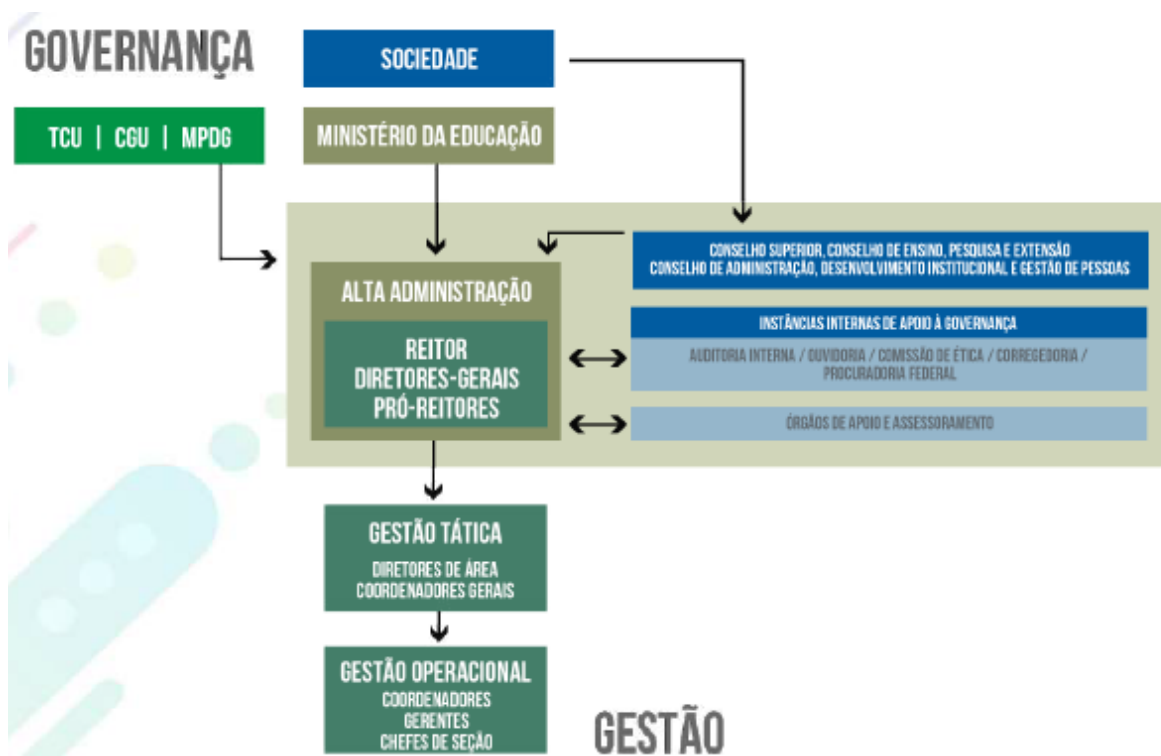 GOVERNANÇA
SOCIEDADE
TCU | CGU | MPDG
MINISTÉRIO DA EDUCAÇÃO
CONSELHO SUPERIOR, CONSELHO DE ENSINO, PESQUISA E EXTENSÃO
CONSELHO DE ADMINISTRAÇÃO, DESENVOLVIMENTO INSTITUCIONAL E GESTÃO DE PESSOAS
ALTA ADMINISTRAÇÃO
REITOR
DIRETORES-GERAIS
PRÓ-REITORES
INSTÂNCIAS INTERNAS DE APOIO À GOVERNANÇA
AUDITORIA INTERNA / OUVIDORIA / COMISSÃO DE ÉTICA / CORREGEDORIA /
PROCURADORIA FEDERAL
ÓRGÃOS DE APOIO E ASSESSORAMENTO
GESTÃO TÁTICA
DIRETORES DE ÁREA
COORDENADORES GERAIS
GESTÃO OPERACIONAL
COORDENADORES
GERENTES
CHEFES DE SEÇÃO
GESTÃO